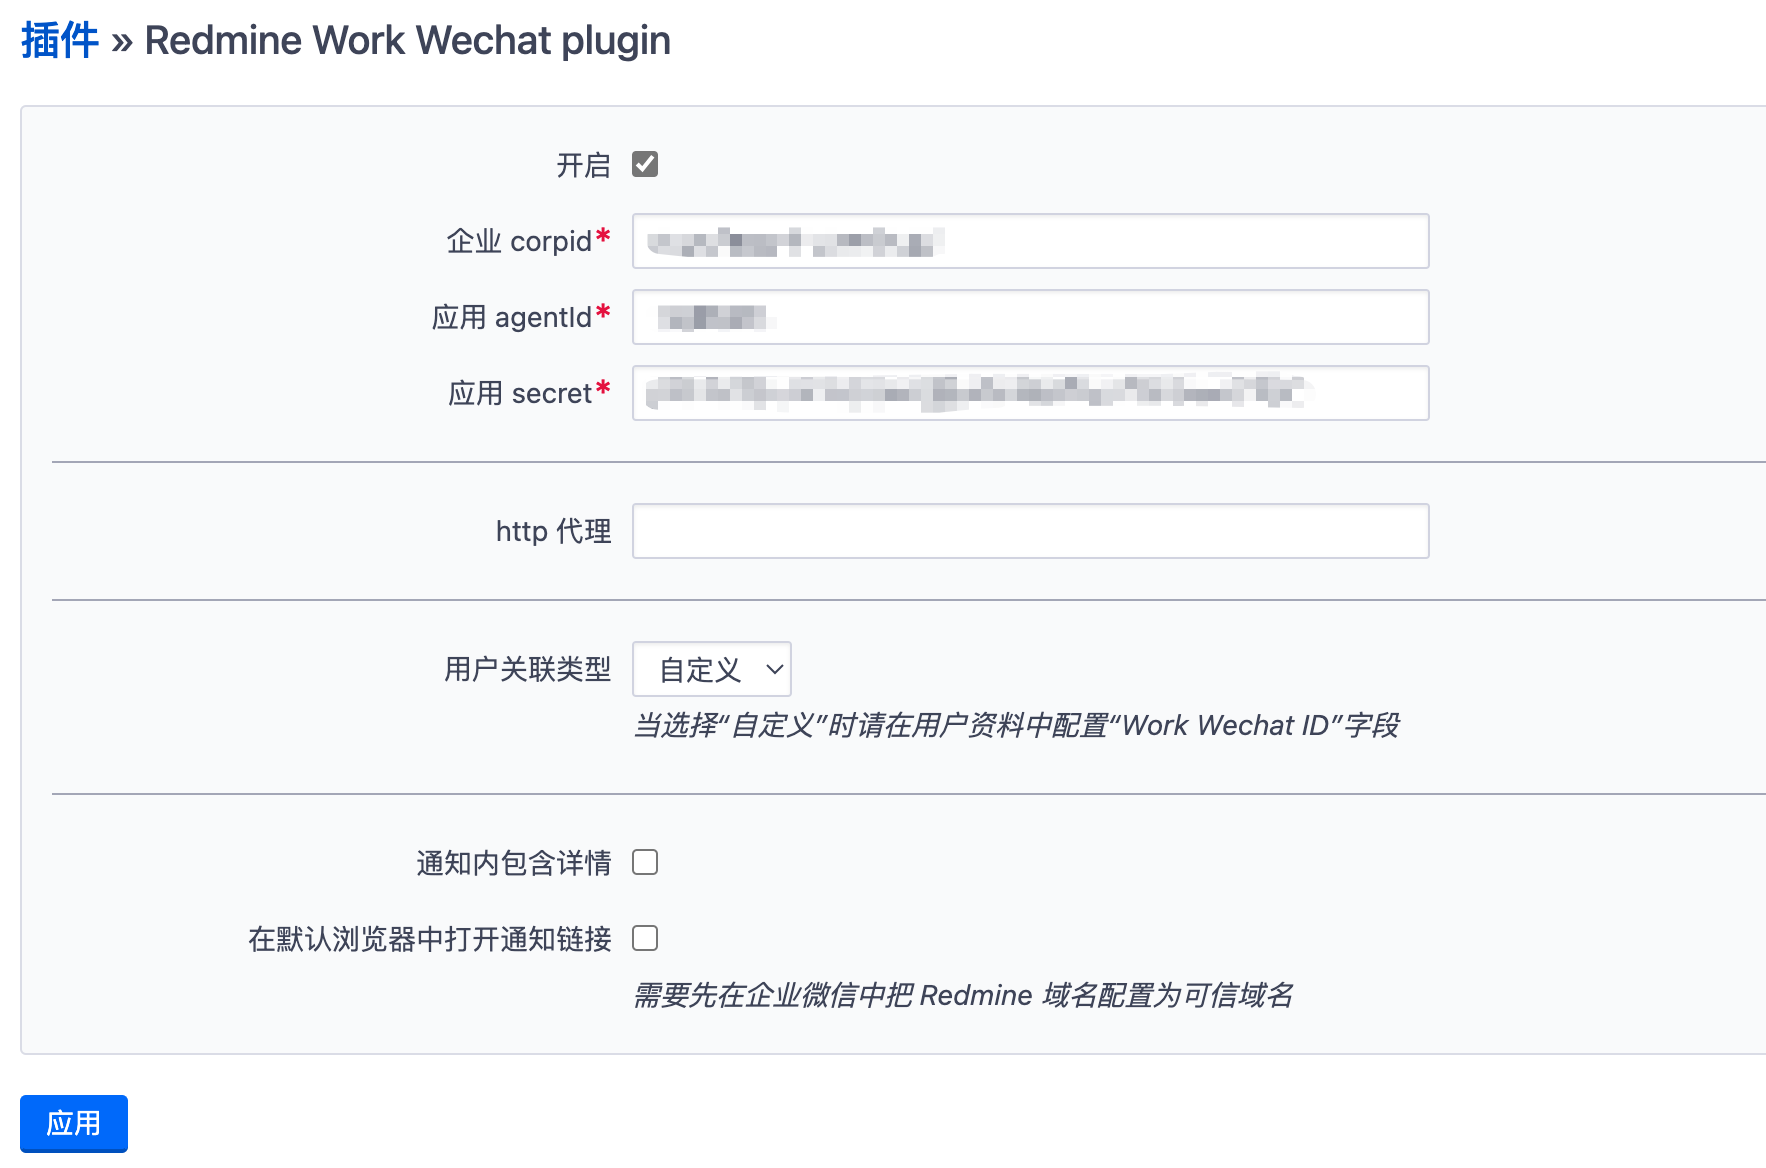 插件 » Redmine Work Wechat plugin
开启
企业 corpid*
应用 agentId*
应用 secret*
http 代理
用户关联类型 自定义
当选择“自定义”时请在用户资料中配置“Work Wechat ID”字段
通知内包含详情
在默认浏览器中打开通知链接
需要先在企业微信中把 Redmine 域名配置为可信域名
应用